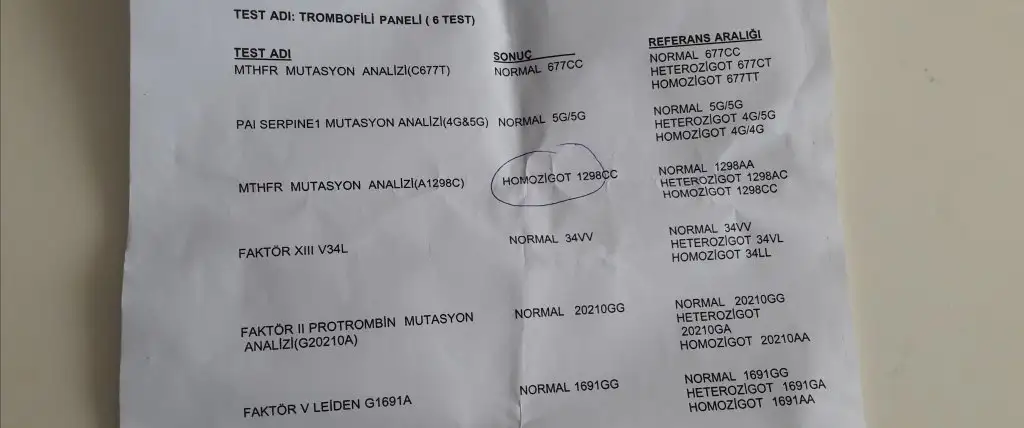 TEST ADI: TROMBOFİLİ PANELİ ( 6 TEST)
TEST ADI SONUÇ REFERANS ARALIĞI
MTHFR MUTASYON ANALİZİ(C677T) NORMAL 677CC NORMAL 677CC
HETEROZİGOT 677CT
HOMOZİGOT 677TT
PAI SERPINE1 MUTASYON ANALİZİ(4G&5G) NORMAL 5G/5G NORMAL 5G/5G
HETEROZİGOT 4G/5G
HOMOZİGOT 4G/4G
MTHFR MUTASYON ANALİZİ(A1298C) HOMOZİGOT 1298CC NORMAL 1298AA
HETEROZİGOT 1298AC
HOMOZİGOT 1298CC
FAKTÖR XIII V34L NORMAL 34VV NORMAL 34VV
HETEROZİGOT 34VL
HOMOZİGOT 34LL
FAKTÖR II PROTROMBİN MUTASYON NORMAL 20210GG NORMAL 20210GG
ANALİZİ(G20210A) HETEROZİGOT
20210GA
HOMOZİGOT 20210AA
FAKTÖR V LEİDEN G1691A NORMAL 1691GG NORMAL 1691GG
HETEROZİGOT 1691GA
HOMOZİGOT 1691AA